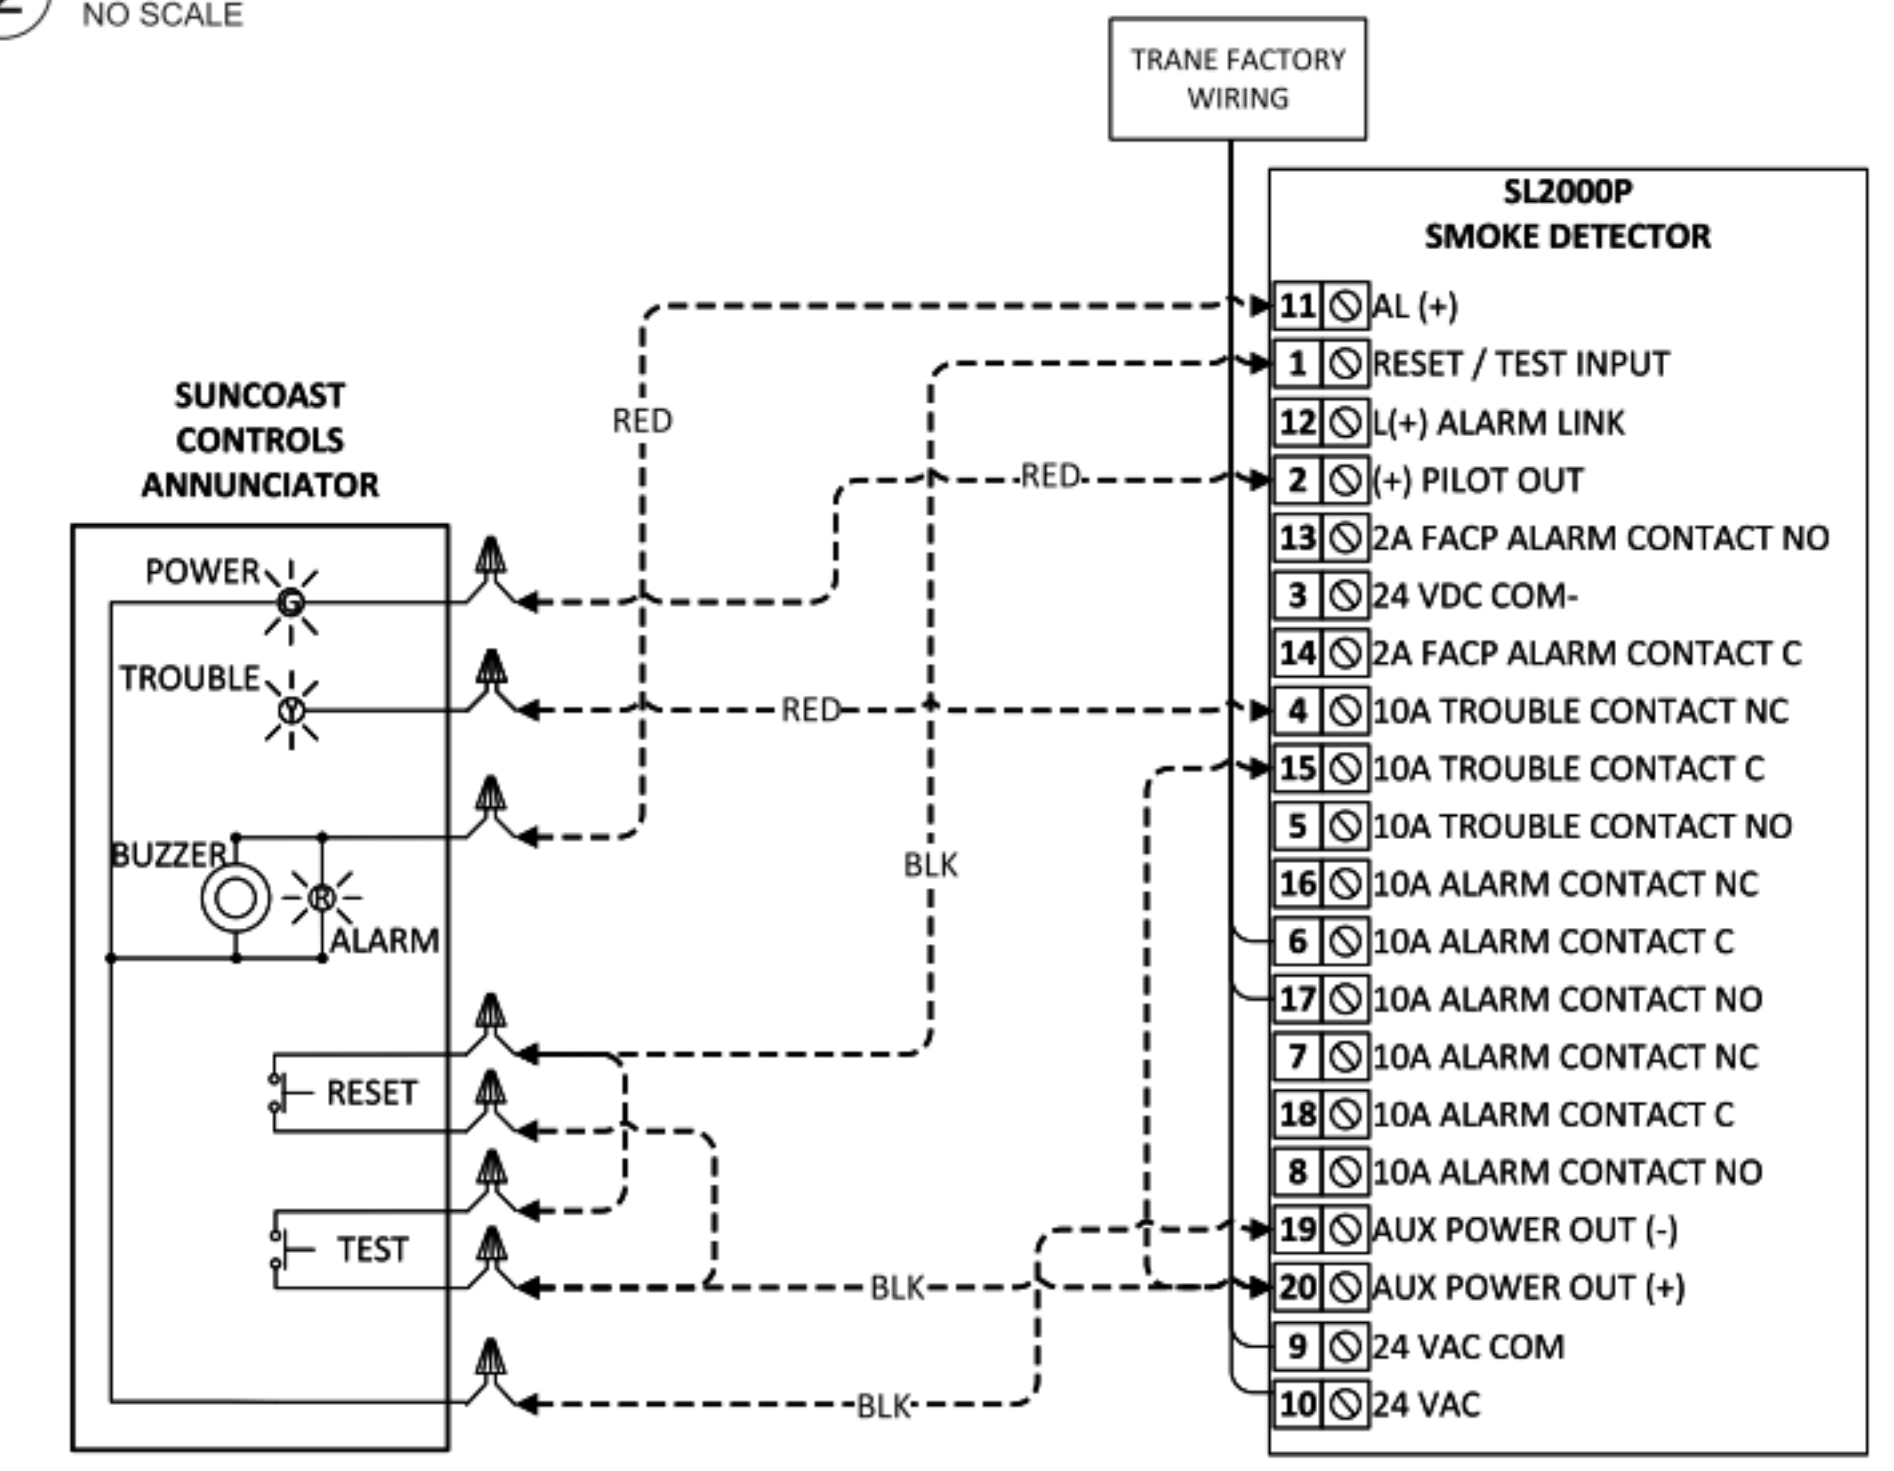 2
NO SCALE
TRANE FACTORY
WIRING
SL2000P
SMOKE DETECTOR
11 AL (+)
1 RESET / TEST INPUT
12 L(+) ALARM LINK
2 (+) PILOT OUT
13 2A FACP ALARM CONTACT NO
3 24 VDC COM-
14 2A FACP ALARM CONTACT C
4 10A TROUBLE CONTACT NC
15 10A TROUBLE CONTACT C
5 10A TROUBLE CONTACT NO
16 10A ALARM CONTACT NC
6 10A ALARM CONTACT C
17 10A ALARM CONTACT NO
7 10A ALARM CONTACT NC
18 10A ALARM CONTACT C
8 10A ALARM CONTACT NO
19 AUX POWER OUT (-)
20 AUX POWER OUT (+)
9 24 VAC COM
10 24 VAC
SUNCOAST
CONTROLS
ANNUNCIATOR
POWER
G
TROUBLE
Y
BUZZER
R
ALARM
RESET
TEST
RED
RED
RED
BLK
BLK
BLK